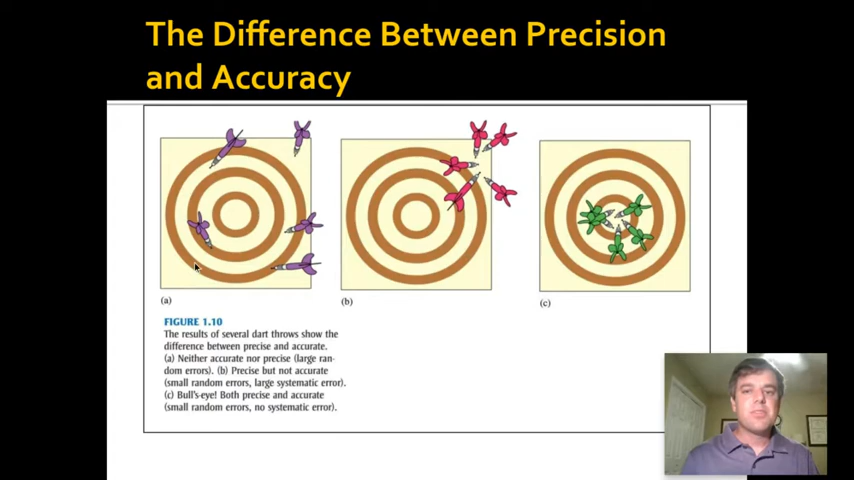 The Difference Between Precision
and Accuracy
(a)
(b)
(c)
FIGURE 1.10
The results of several dart throws show the
difference between precise and accurate.
(a) Neither accurate nor precise (large ran-
dom errors). (b) Precise but not accurate
(small random errors, large systematic error).
(c) Bull's-eye! Both precise and accurate
(small random errors, no systematic error).